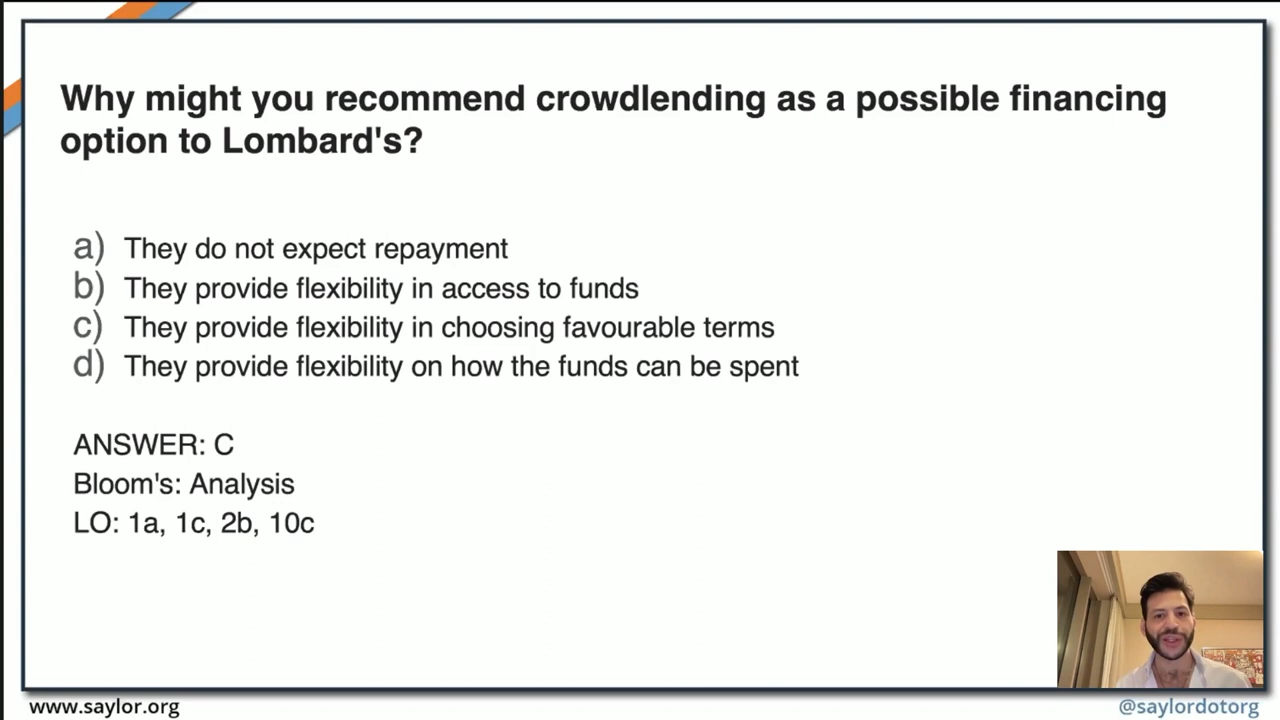 Why might you recommend crowdlending as a possible financing
option to Lombard's?
a) They do not expect repayment
b) They provide flexibility in access to funds
c) They provide flexibility in choosing favourable terms
d) They provide flexibility on how the funds can be spent
ANSWER: C
Bloom's: Analysis
LO: 1a, 1c, 2b, 10c
www.saylor.org
@saylordotorg